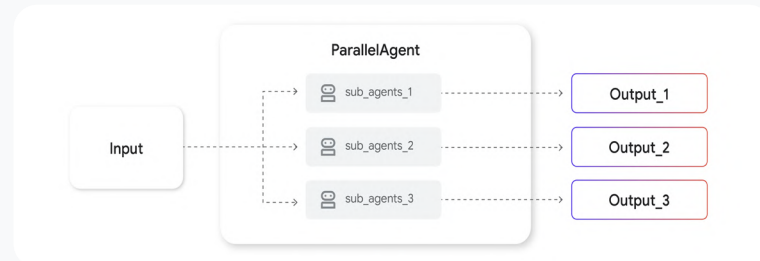 ParallelAgent
Input
sub_agents_1
sub_agents_2
sub_agents_3
Output_1
Output_2
Output_3